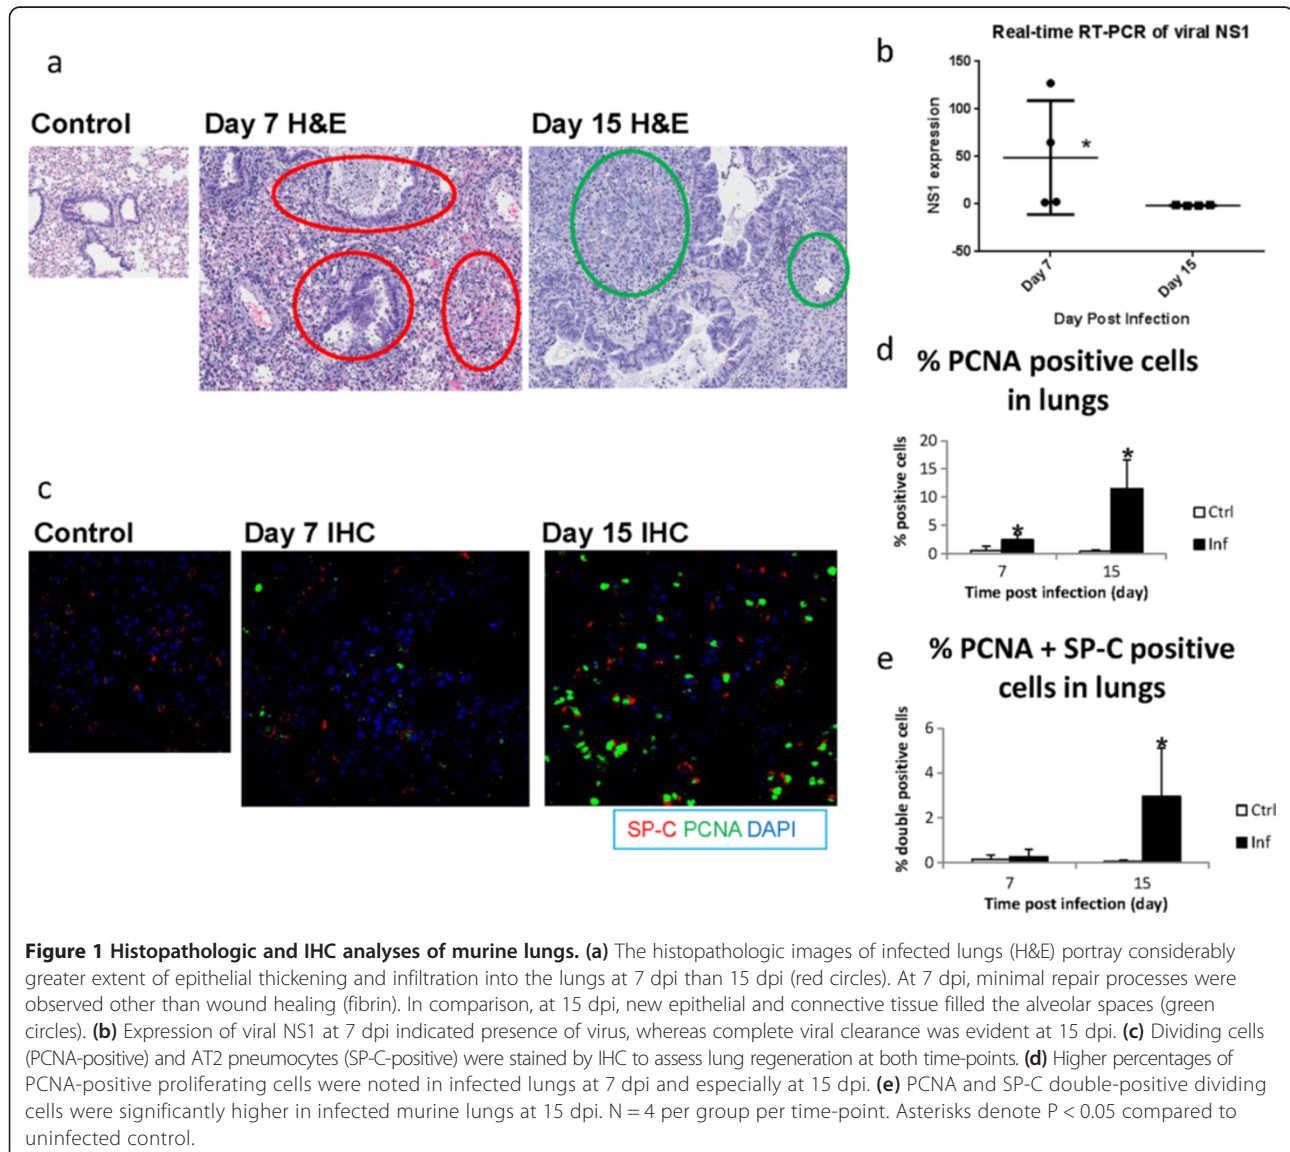 a
Control
Day 7 H&E
Day 15 H&E
b
Real-time RT-PCR of viral NS1
NS1 expression
150
100
50
0
-50
*
Day 7
Day 15
Day Post Infection
c
Control
Day 7 IHC
Day 15 IHC
SP-C PCNA DAPI
d
% PCNA positive cells
in lungs
% positive cells
20
15
10
5
0
*
*
7
15
Time post infection (day)
Ctrl
Inf
e
% PCNA + SP-C positive
cells in lungs
% double positive cells
6
4
2
0
*
7
15
Time post infection (day)
Ctrl
Inf
Figure 1 Histopathologic and IHC analyses of murine lungs. (a) The histopathologic images of infected lungs (H&E) portray considerably
greater extent of epithelial thickening and infiltration into the lungs at 7 dpi than 15 dpi (red circles). At 7 dpi, minimal repair processes were
observed other than wound healing (fibrin). In comparison, at 15 dpi, new epithelial and connective tissue filled the alveolar spaces (green
circles). (b) Expression of viral NS1 at 7 dpi indicated presence of virus, whereas complete viral clearance was evident at 15 dpi. (c) Dividing cells
(PCNA-positive) and AT2 pneumocytes (SP-C-positive) were stained by IHC to assess lung regeneration at both time-points. (d) Higher percentages of
PCNA-positive proliferating cells were noted in infected lungs at 7 dpi and especially at 15 dpi. (e) PCNA and SP-C double-positive dividing
cells were significantly higher in infected murine lungs at 15 dpi. N = 4 per group per time-point. Asterisks denote P < 0.05 compared to
uninfected control.